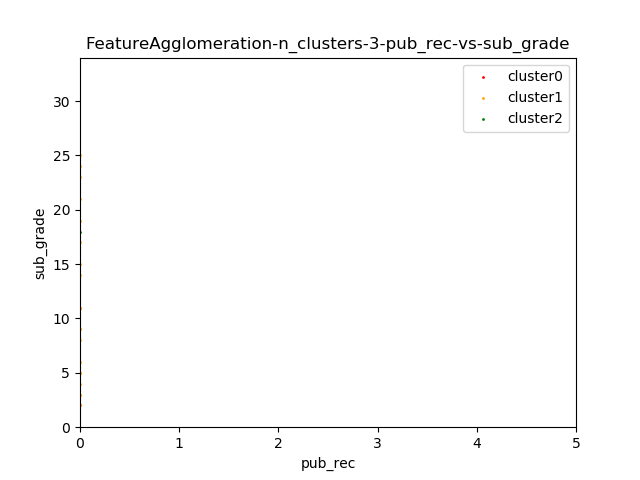 FeatureAgglomeration-n_clusters-3-pub_rec-vs-sub_grade
cluster0
cluster1
cluster2
30
25
20
15
10
5
0
sub_grade
0 1 2 3 4 5
pub_rec